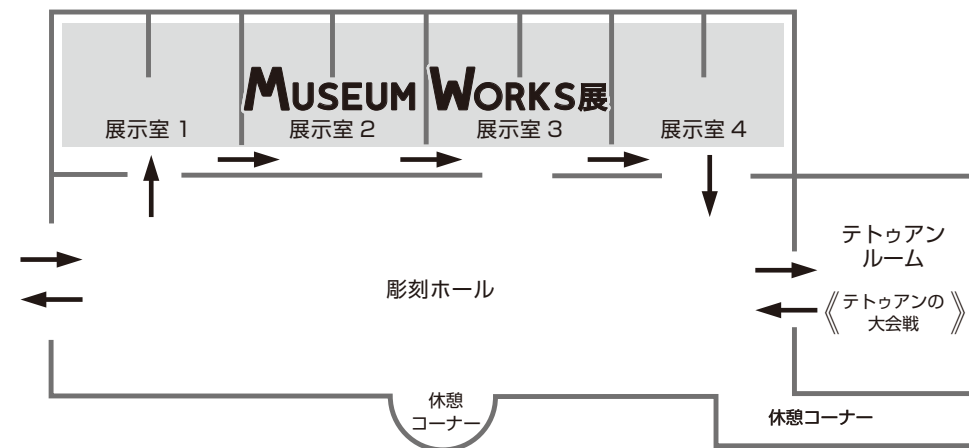 MUSEUM WORKS展
展示室 1
展示室 2
展示室 3
展示室 4
テトゥアン
ルーム
彫刻ホール
《テトゥアンの
大会戦》
休憩
コーナー
休憩コーナー